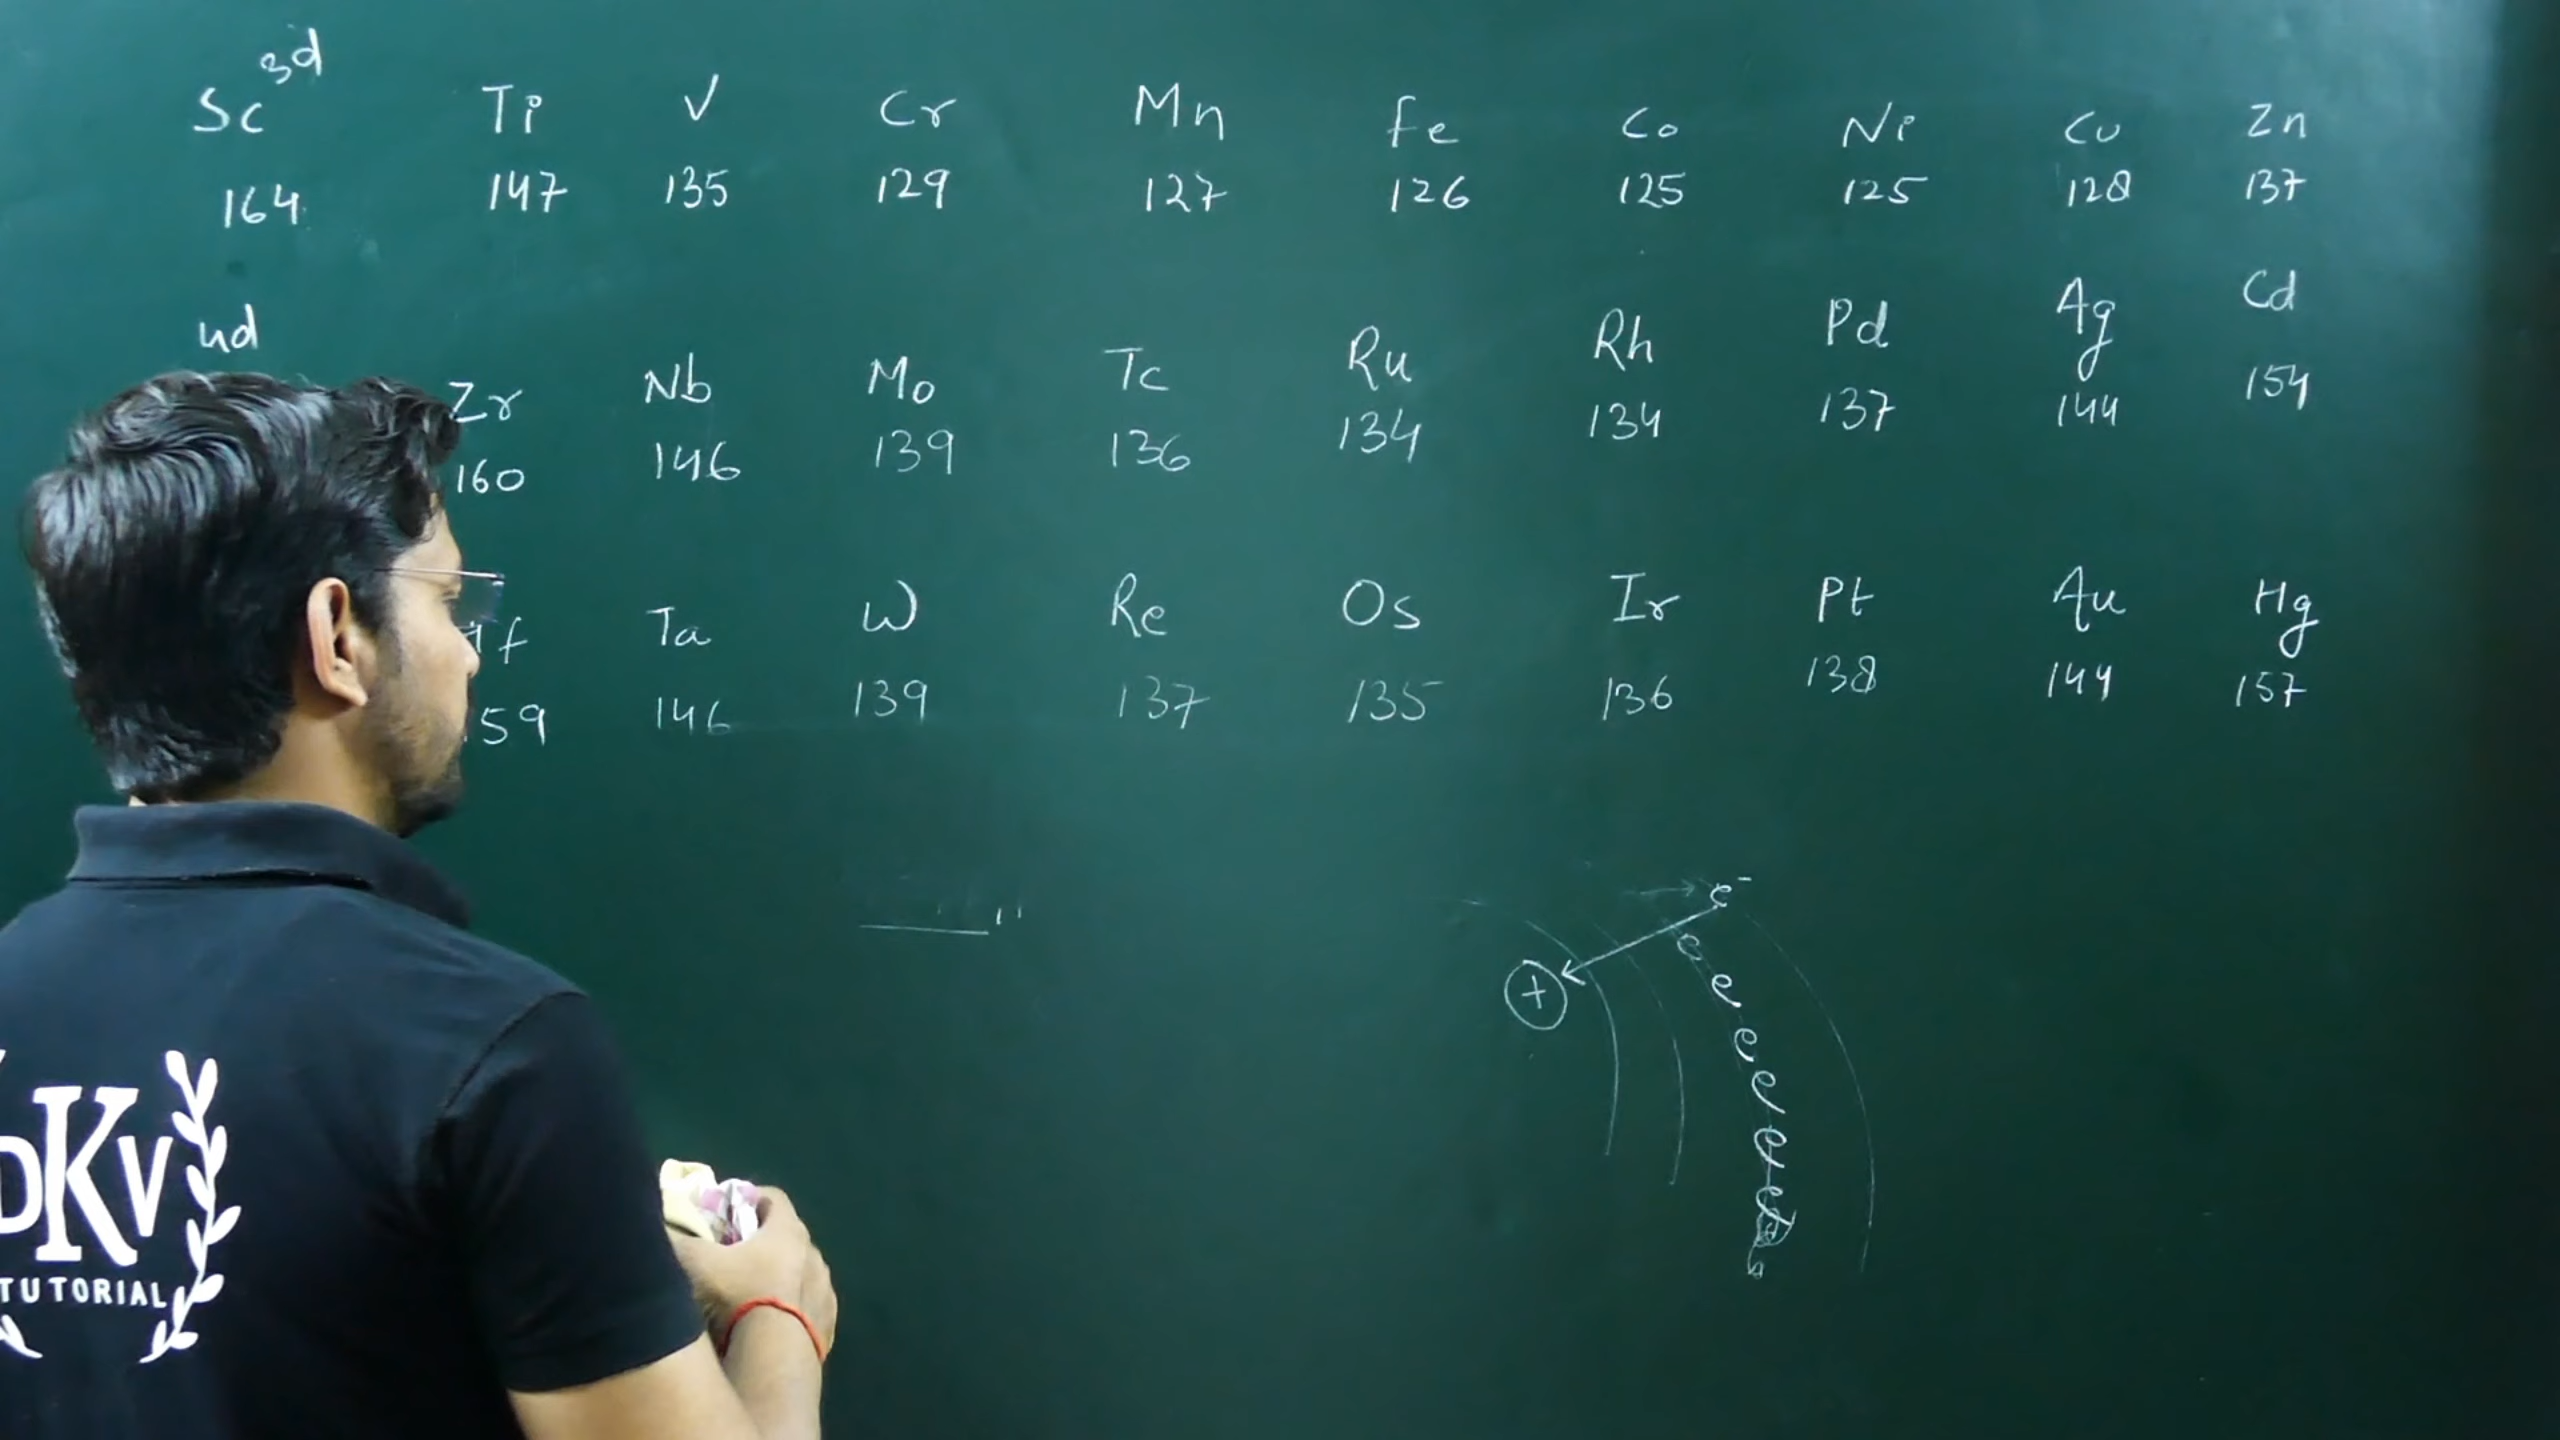 3d
Sc Ti V Cr Mn Fe Co Ni Cu Zn
164 147 135 129 127 126 125 125 128 137
4d
Zr Nb Mo Tc Ru Rh Pd Ag Cd
160 146 139 136 134 134 137 144 154
f Ta W Re Os Ir Pt Au Hg
59 146 139 137 135 136 138 144 157
e-
+
e
e
e
e
e
e
KV
TUTORIAL